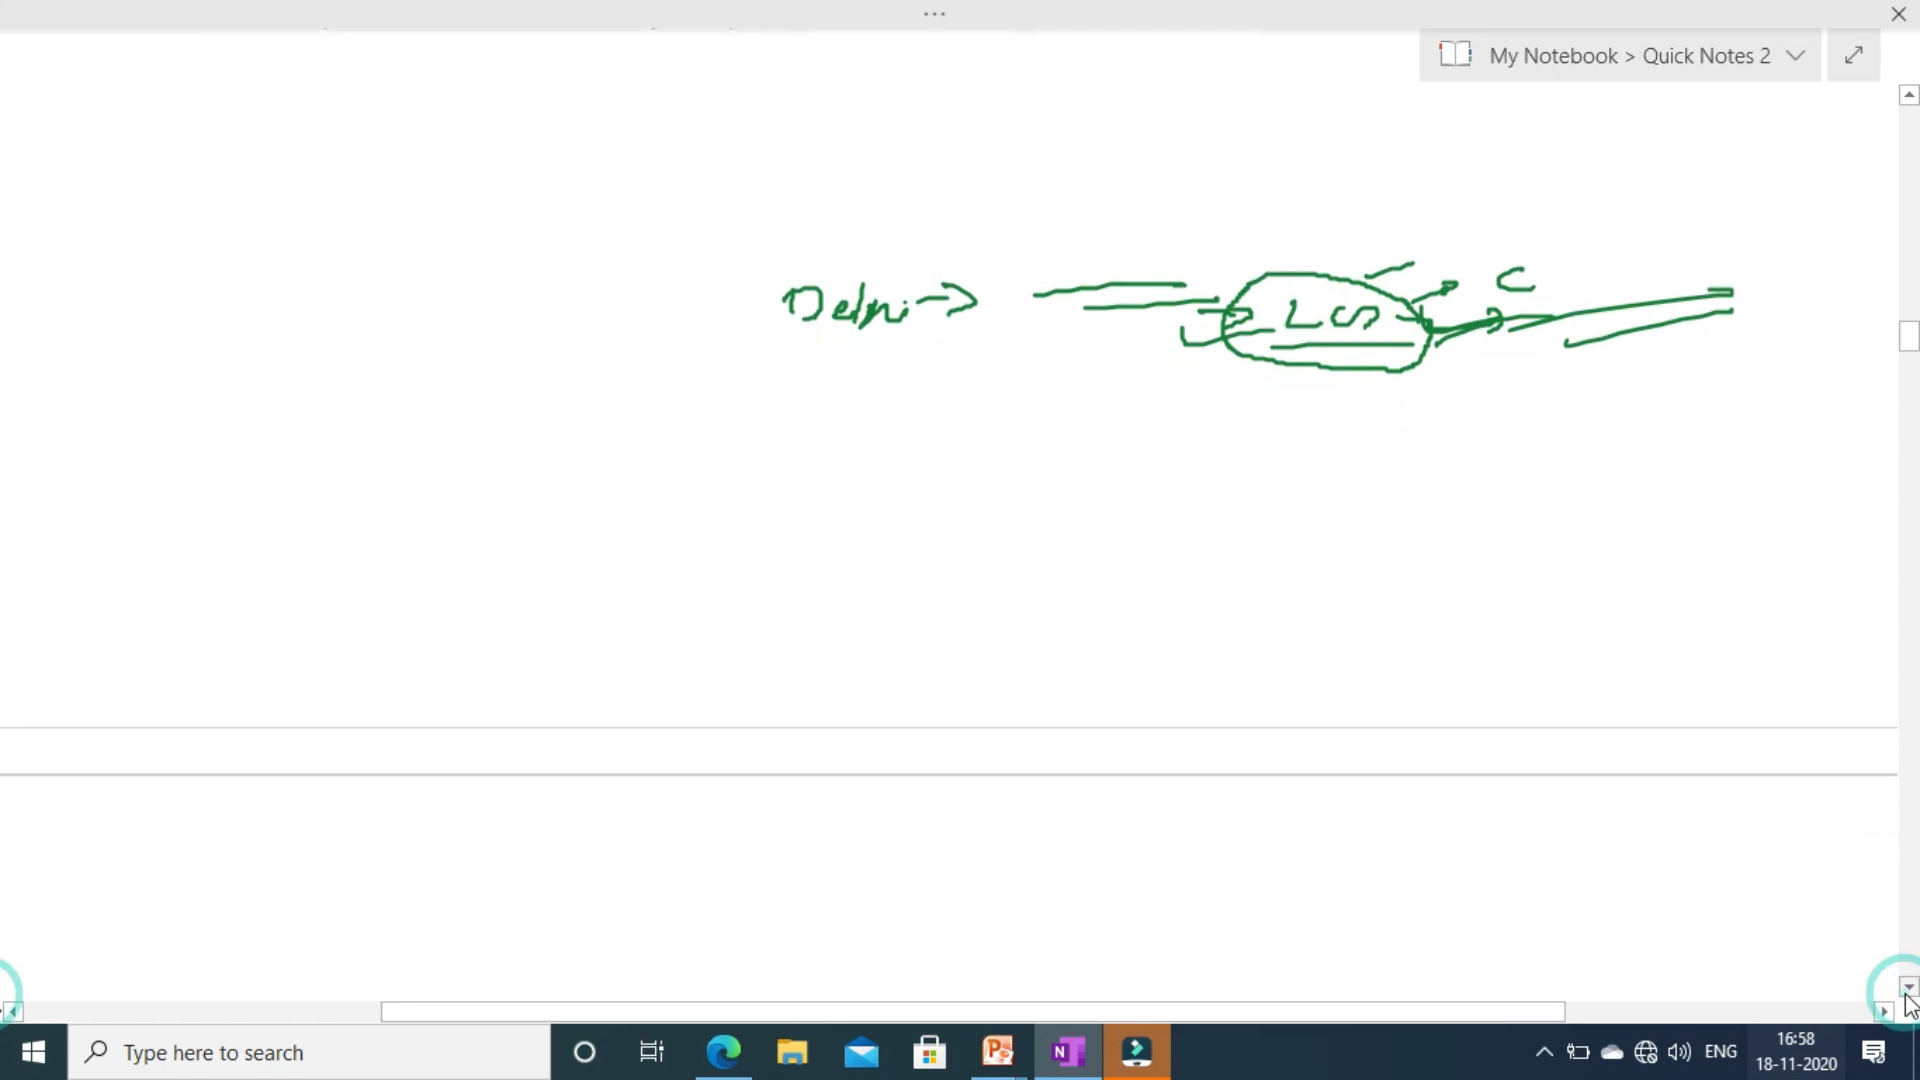 My Notebook > Quick Notes 2
C
Delhi →
LCS
Type here to search
ENG
16:58
18-11-2020